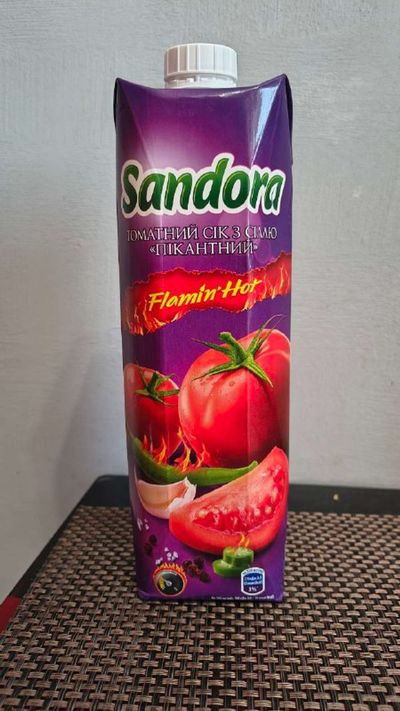 Sandora
ТОМАТНИЙ СІК З СІЛЛЮ
«ПІКАНТНИЙ»
Flamin' Hot